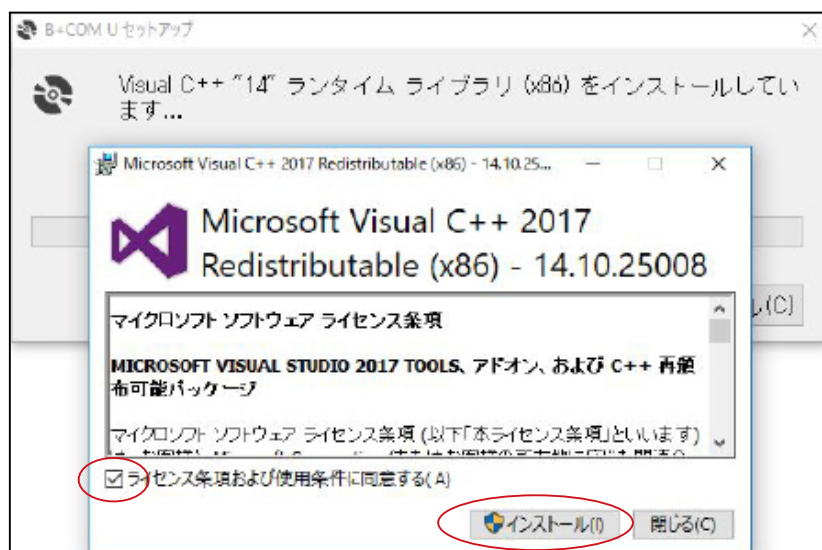 B+COM U セットアップ
Visual C++ "14" ランタイム ライブラリ (x86) をインストールしてい
ます...
Microsoft Visual C++ 2017 Redistributable (x86) - 14.10.25...
Microsoft Visual C++ 2017
Redistributable (x86) - 14.10.25008
ル(C)
マイクロソフト ソフトウェア ライセンス条項
MICROSOFT VISUAL STUDIO 2017 TOOLS、アドオン、および C++ 再頒
布可能パッケージ
マイクロソフト ソフトウェア ライセンス条項 (以下「本ライセンス条項」といいます)
ライセンス条項および使用条件に同意する(A)
インストール(I) 閉じる(C)